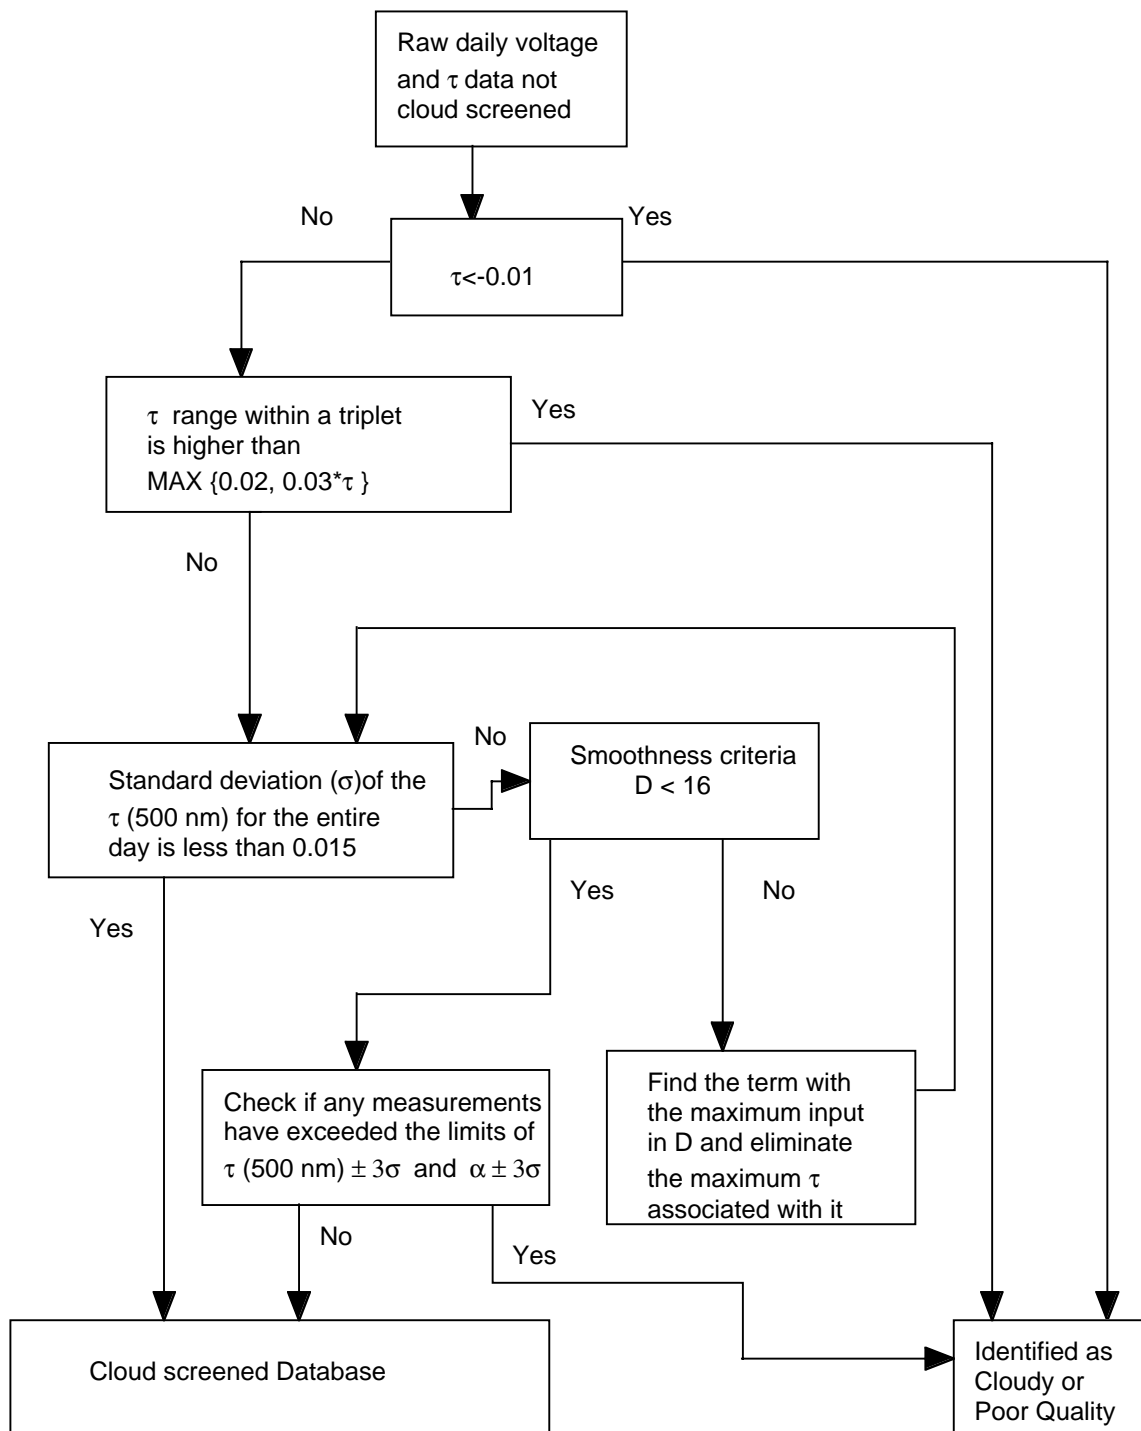 Raw daily voltage
and τ data not
cloud screened
No
Yes
τ<-0.01
τ range within a triplet
is higher than
MAX {0.02, 0.03*τ }
Yes
No
Standard deviation (σ)of the
τ (500 nm) for the entire
day is less than 0.015
No
Smoothness criteria
D < 16
Yes
Yes
No
Check if any measurements
have exceeded the limits of
τ (500 nm) ± 3σ and α ± 3σ
Find the term with
the maximum input
in D and eliminate
the maximum τ
associated with it
No
Yes
Cloud screened Database
Identified as
Cloudy or
Poor Quality